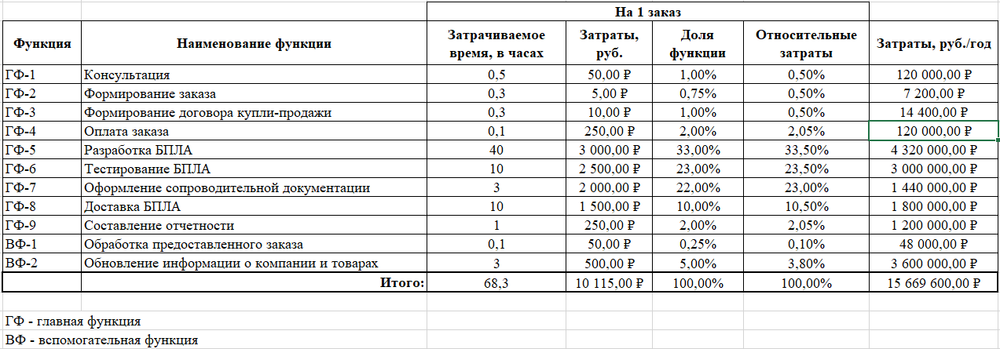 На 1 заказ
Функция Наименование функции Затрачиваемое время, в часах Затраты, руб. Доля функции Относительные затраты Затраты, руб./год
ГФ-1 Консультация 0,5 50,00 ₽ 1,00% 0,50% 120 000,00 ₽
ГФ-2 Формирование заказа 0,3 5,00 ₽ 0,75% 0,50% 7 200,00 ₽
ГФ-3 Формирование договора купли-продажи 0,3 10,00 ₽ 1,00% 0,50% 14 400,00 ₽
ГФ-4 Оплата заказа 0,1 250,00 ₽ 2,00% 2,05% 120 000,00 ₽
ГФ-5 Разработка БПЛА 40 3 000,00 ₽ 33,00% 33,50% 4 320 000,00 ₽
ГФ-6 Тестирование БПЛА 10 2 500,00 ₽ 23,00% 23,50% 3 000 000,00 ₽
ГФ-7 Оформление сопроводительной документации 3 2 000,00 ₽ 22,00% 23,00% 1 440 000,00 ₽
ГФ-8 Доставка БПЛА 10 1 500,00 ₽ 10,00% 10,50% 1 800 000,00 ₽
ГФ-9 Составление отчетности 1 250,00 ₽ 2,00% 2,05% 1 200 000,00 ₽
ВФ-1 Обработка предоставленного заказа 0,1 50,00 ₽ 0,25% 0,10% 48 000,00 ₽
ВФ-2 Обновление информации о компании и товарах 3 500,00 ₽ 5,00% 3,80% 3 600 000,00 ₽
Итого: 68,3 10 115,00 ₽ 100,00% 100,00% 15 669 600,00 ₽
ГФ - главная функция
ВФ - вспомогательная функция